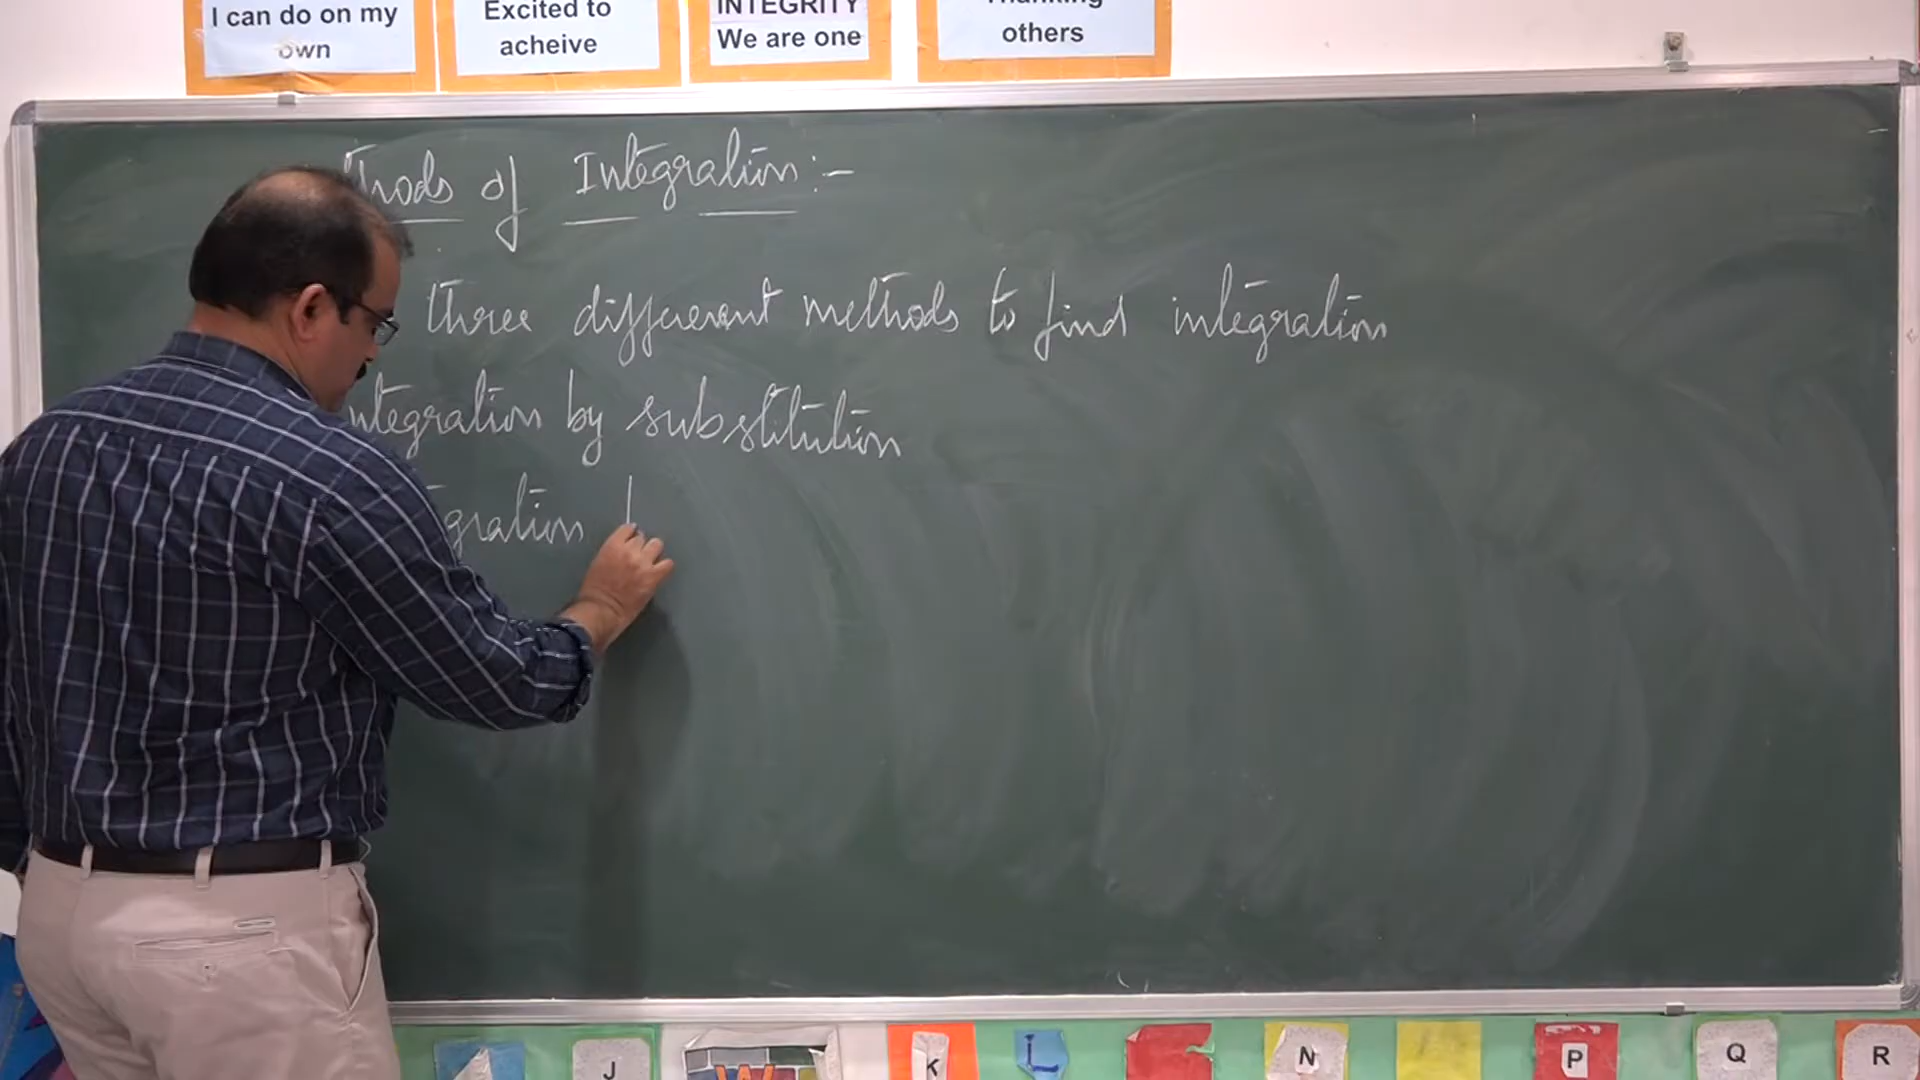 I can do on my
own
Excited to
acheive
INTEGRITY
We are one
Thanking
others
thods of Integration:-
three different methods to find integration
ntegration by substitution
gration
J
K
L
N
P
Q
R